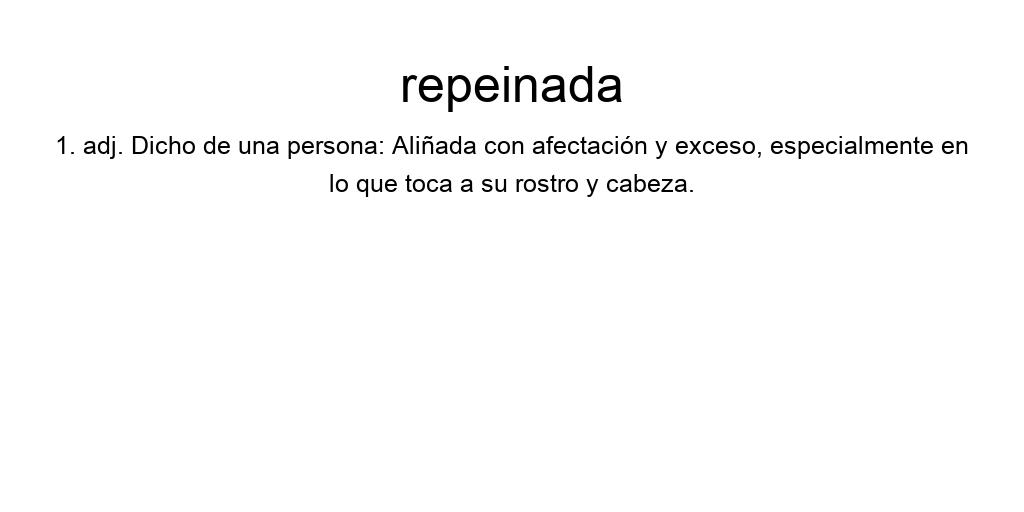 repeinada
1. adj. Dicho de una persona: Aliñada con afectación y exceso, especialmente en
lo que toca a su rostro y cabeza.